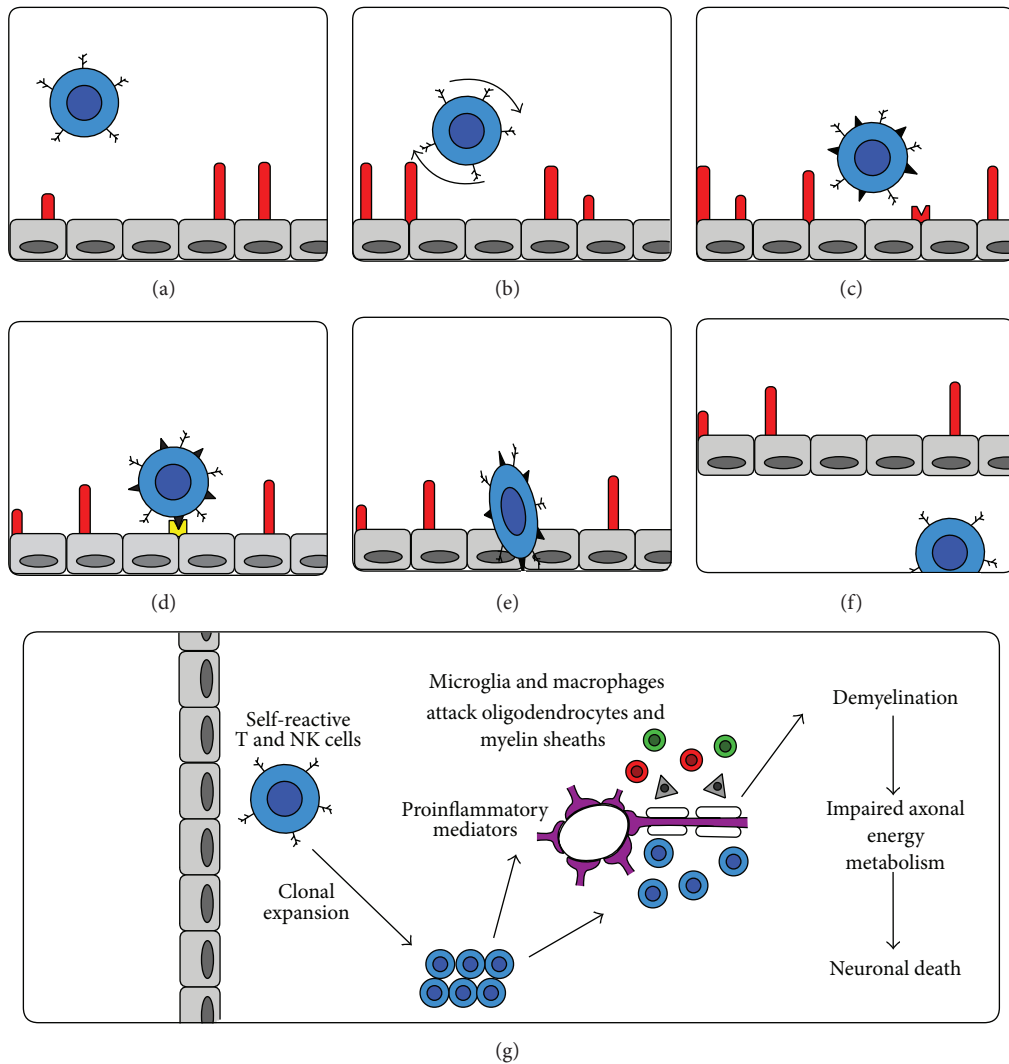 (a)
(b)
(c)
(d)
(e)
(f)
Microglia and macrophages
attack oligodendrocytes and
myelin sheaths
Self-reactive
T and NK cells
Proinflammatory
mediators
Clonal
expansion
Demyelination
Impaired axonal
energy
metabolism
Neuronal death
(g)